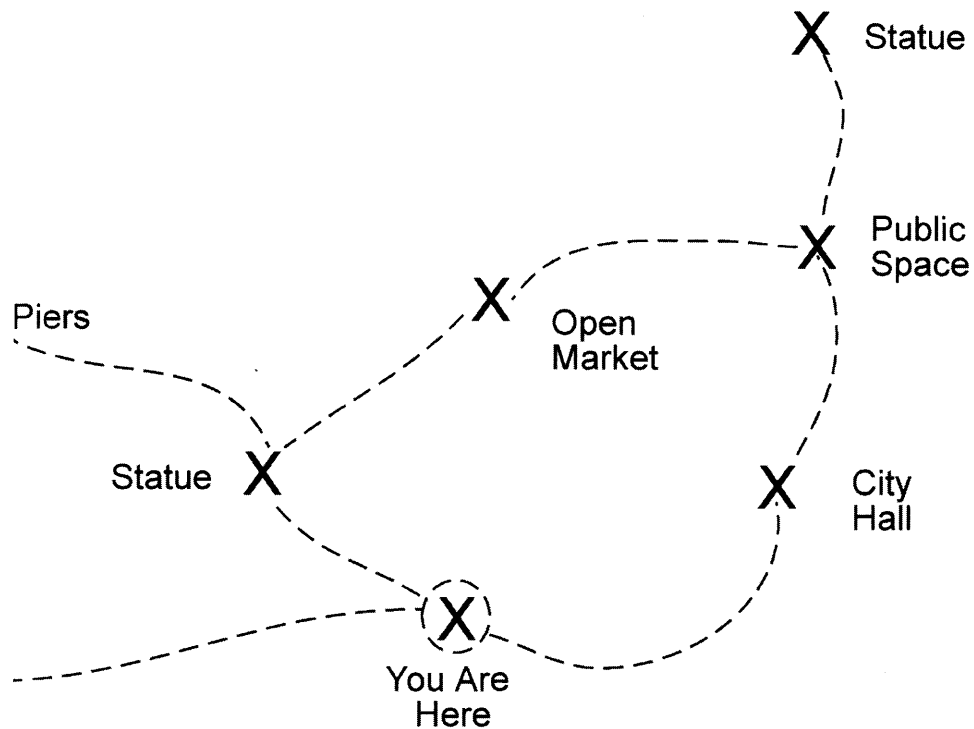 Statue
Public
Space
Piers
Open
Market
Statue
City
Hall
You Are
Here